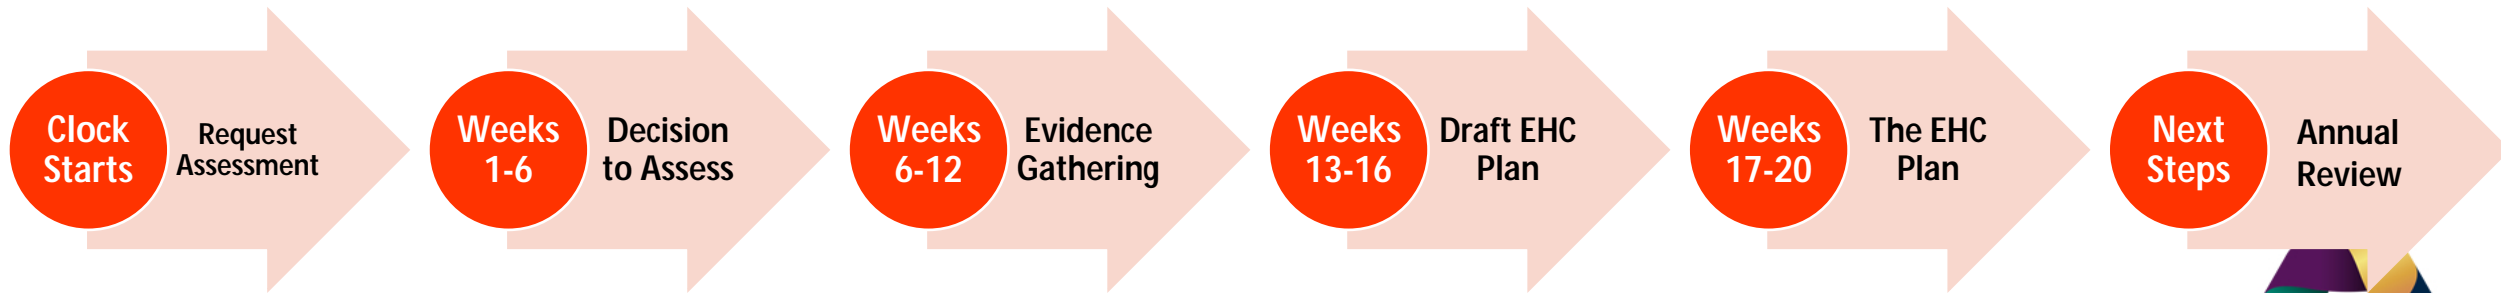 Clock
Starts
Request
Assessment
Weeks
1-6
Decision
to Assess
Weeks
6-12
Evidence
Gathering
Weeks
13-16
Draft EHC
Plan
Weeks
17-20
The EHC
Plan
Next
Steps
Annual
Review